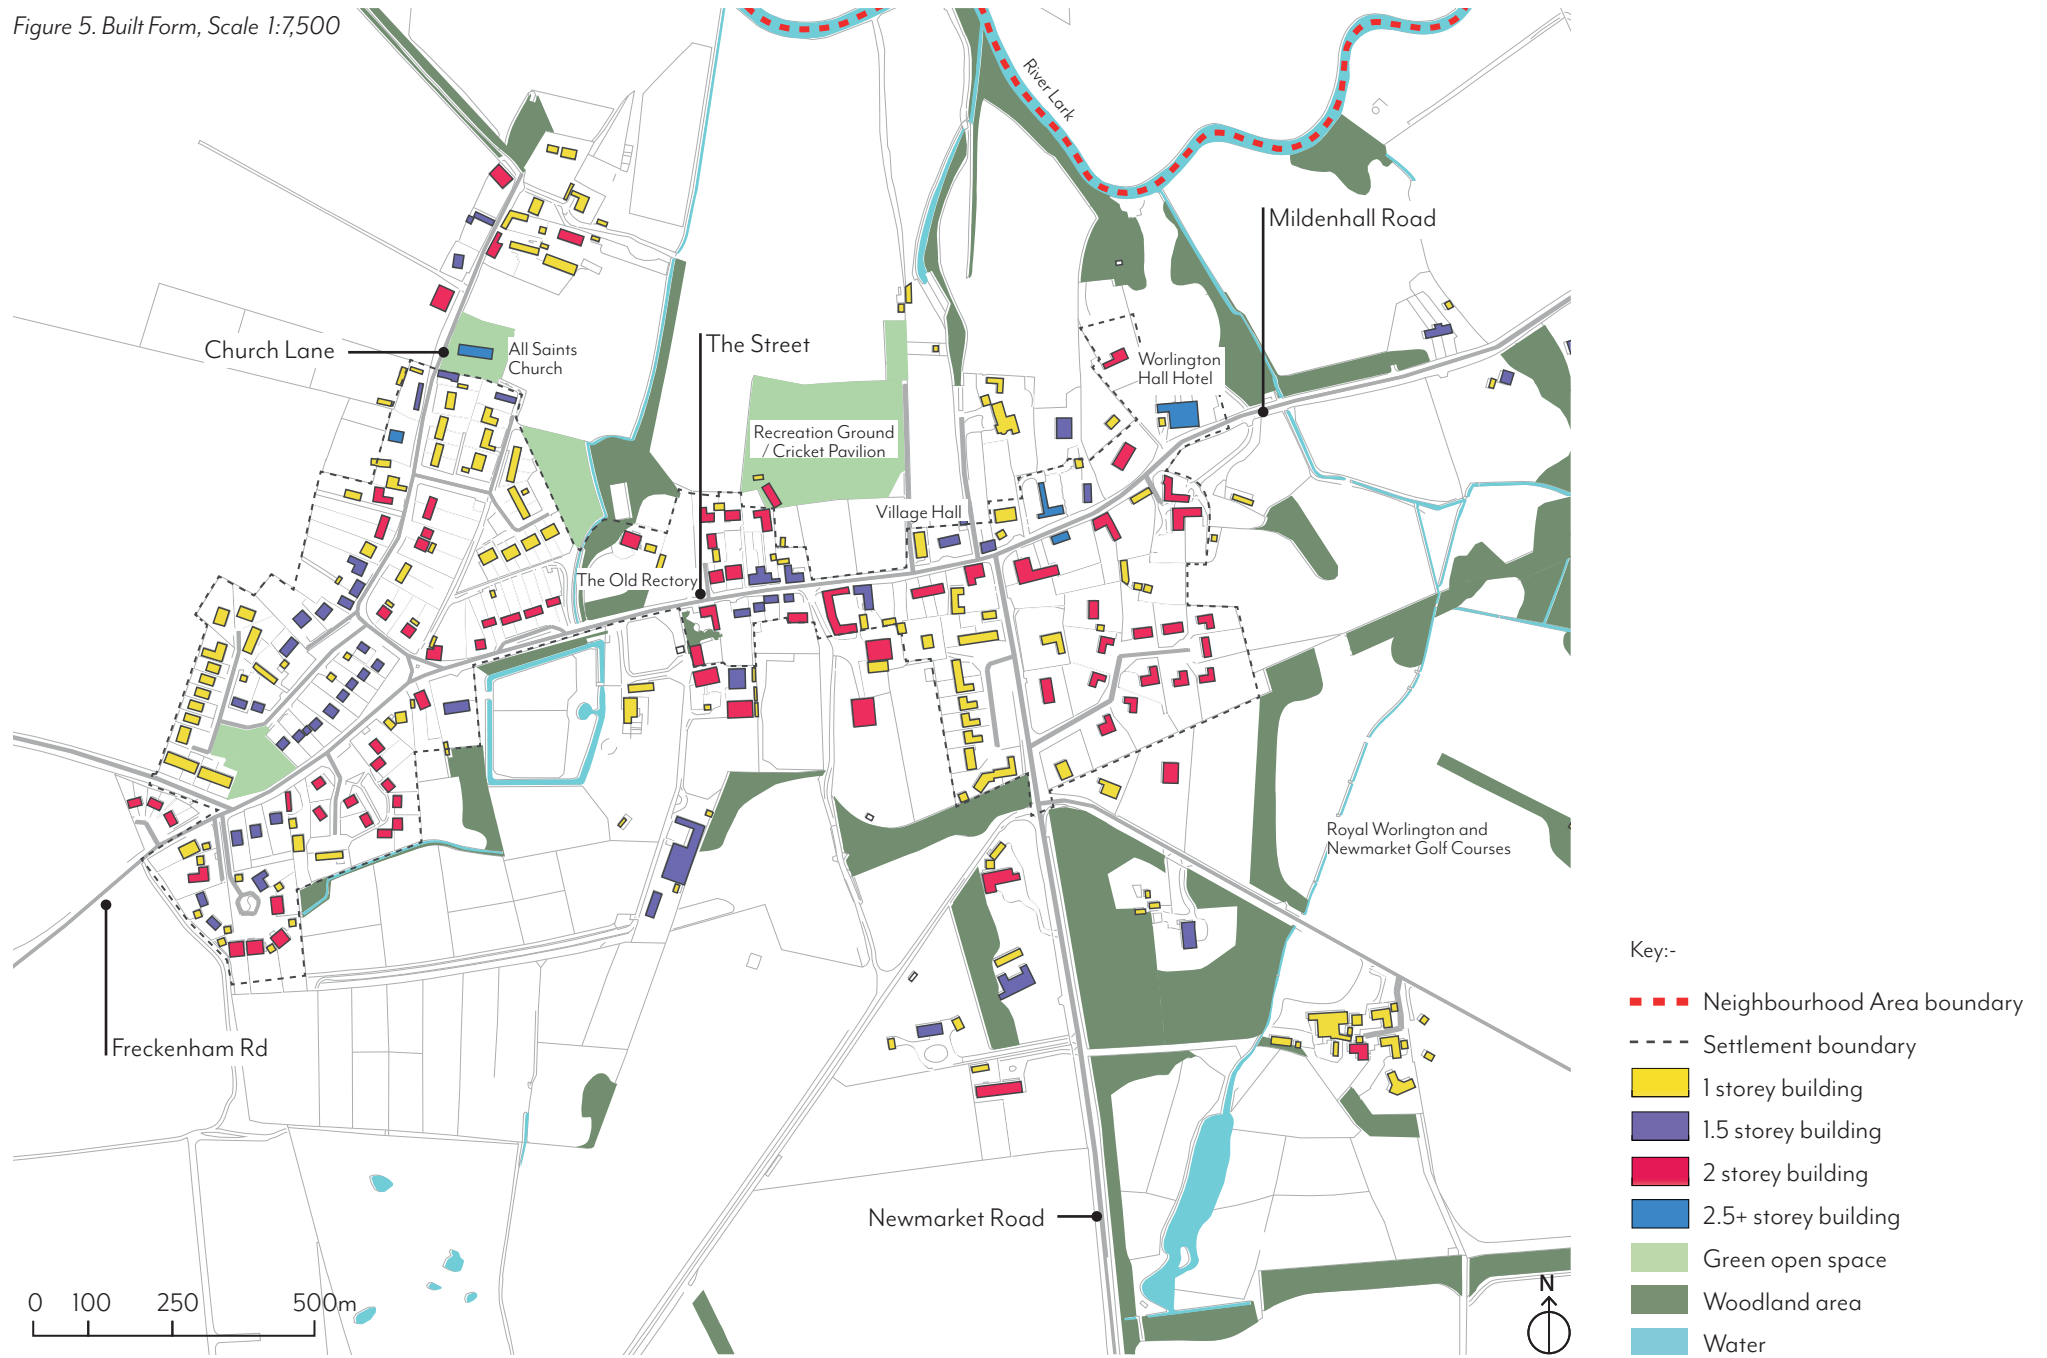 Figure 5. Built Form, Scale 1:7,500
River Lark
Mildenhall Road
Church Lane
All Saints
Church
The Street
Worlington
Hall Hotel
Recreation Ground
/ Cricket Pavilion
Village Hall
The Old Rectory
Royal Worlington and
Newmarket Golf Courses
Freckenham Rd
Newmarket Road
0 100 250 500m
N
Key:-
Neighbourhood Area boundary
Settlement boundary
1 storey building
1.5 storey building
2 storey building
2.5+ storey building
Green open space
Woodland area
Water